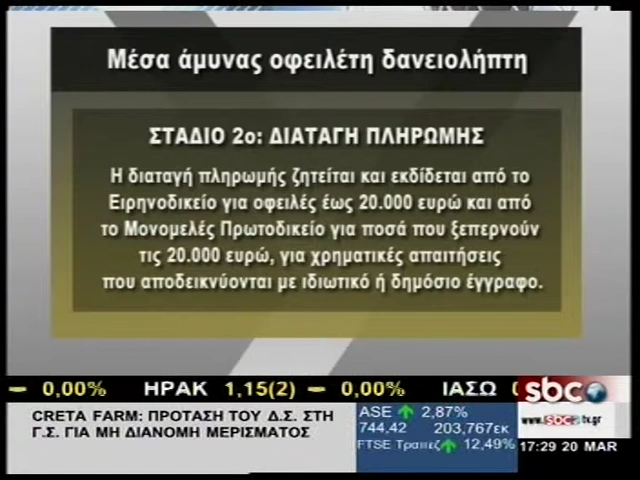 Μέσα άμυνας οφειλέτη δανειολήπτη
ΣΤΑΔΙΟ 2ο: ΔΙΑΤΑΓΗ ΠΛΗΡΩΜΗΣ
Η διαταγή πληρωμής ζητείται και εκδίδεται από το
Ειρηνοδικείο για οφειλές έως 20.000 ευρώ και από
το Μονομελές Πρωτοδικείο για ποσά που ξεπερνούν
τις 20.000 ευρώ, για χρηματικές απαιτήσεις
που αποδεικνύονται με ιδιωτικό ή δημόσιο έγγραφο.
0,00% ΗΡΑΚ 1,15(2) 0,00% ΙΑΣΩ
sbc
www.sbctv.gr
CRETA FARM: ΠΡΟΤΑΣΗ ΤΟΥ Δ.Σ. ΣΤΗ
Γ.Σ. ΓΙΑ ΜΗ ΔΙΑΝΟΜΗ ΜΕΡΙΣΜΑΤΟΣ
ASE 2,87%
744,42 203,767εκ
FTSE Τραπεζ 12,49%
17:29 20 MAR